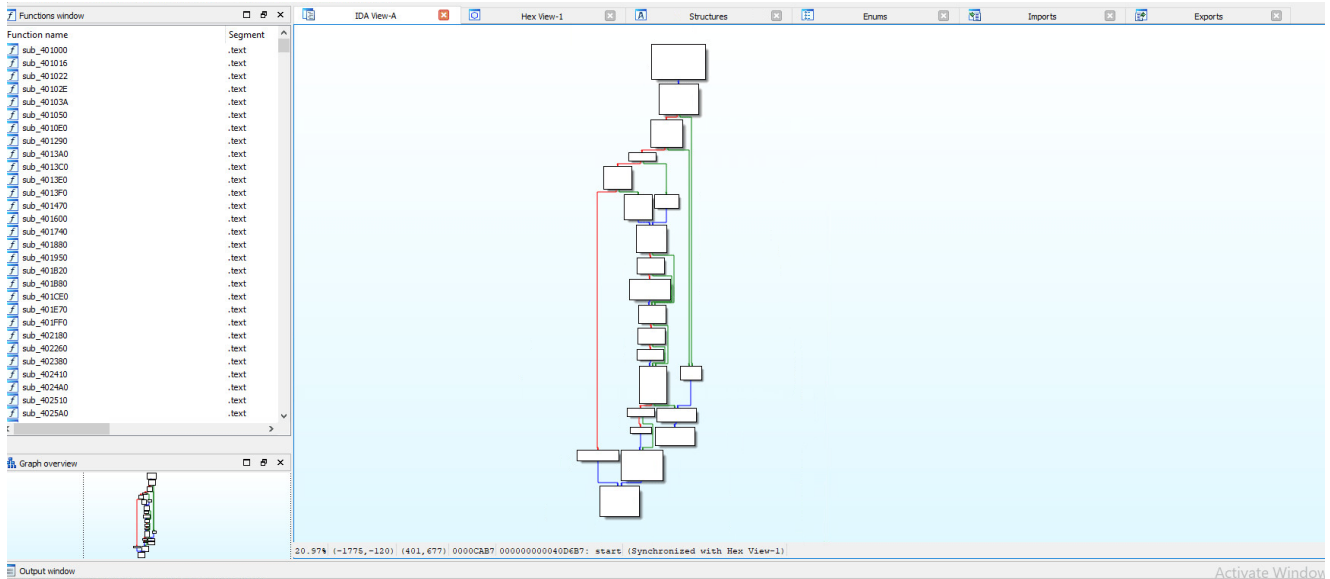 Functions window
IDA View-A
Hex View-1
Structures
Enums
Imports
Exports
Function name Segment
sub_401000 .text
sub_401016 .text
sub_401022 .text
sub_40102E .text
sub_40103A .text
sub_401050 .text
sub_4010E0 .text
sub_401290 .text
sub_4013A0 .text
sub_4013C0 .text
sub_4013E0 .text
sub_4013F0 .text
sub_401470 .text
sub_401600 .text
sub_401740 .text
sub_401880 .text
sub_401950 .text
sub_401B20 .text
sub_401B80 .text
sub_401CE0 .text
sub_401E70 .text
sub_401FF0 .text
sub_402180 .text
sub_402260 .text
sub_402380 .text
sub_402410 .text
sub_4024A0 .text
sub_402510 .text
sub_4025A0 .text
Graph overview
20.97% (-1775,-120) (401,677) 0000CAB7 000000000040D6B7: start (Synchronized with Hex View-1)
Output window
Activate Window